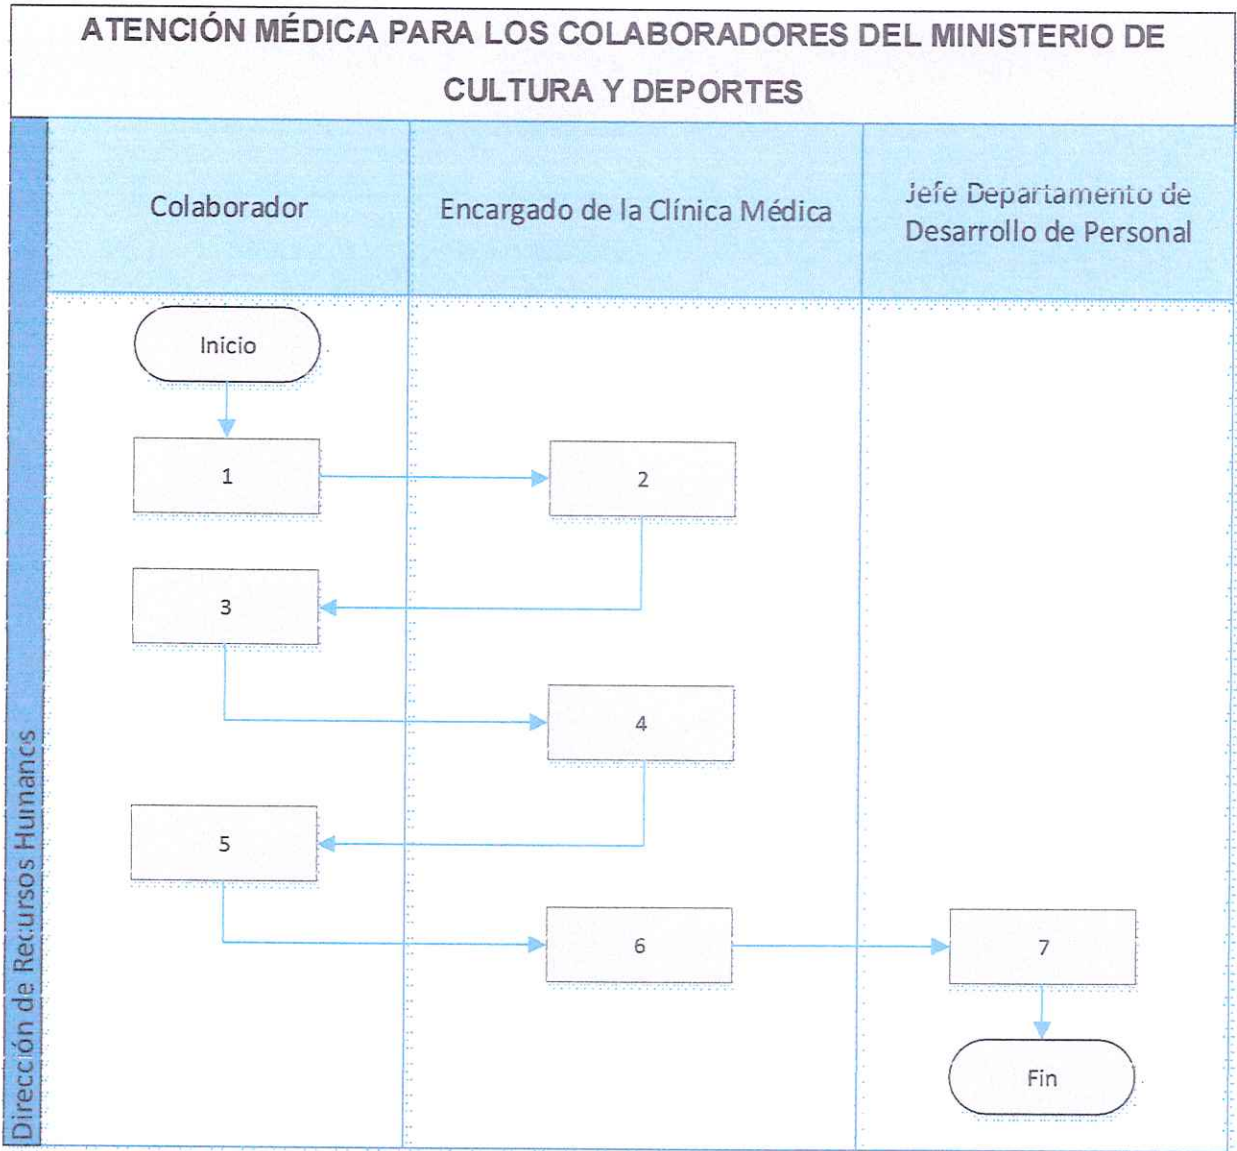 ATENCIÓN MÉDICA PARA LOS COLABORADORES DEL MINISTERIO DE
CULTURA Y DEPORTES
Colaborador
Encargado de la Clínica Médica
Jefe Departamento de
Desarrollo de Personal
Dirección de Recursos Humanos
Inicio
1
2
3
4
5
6
7
Fin